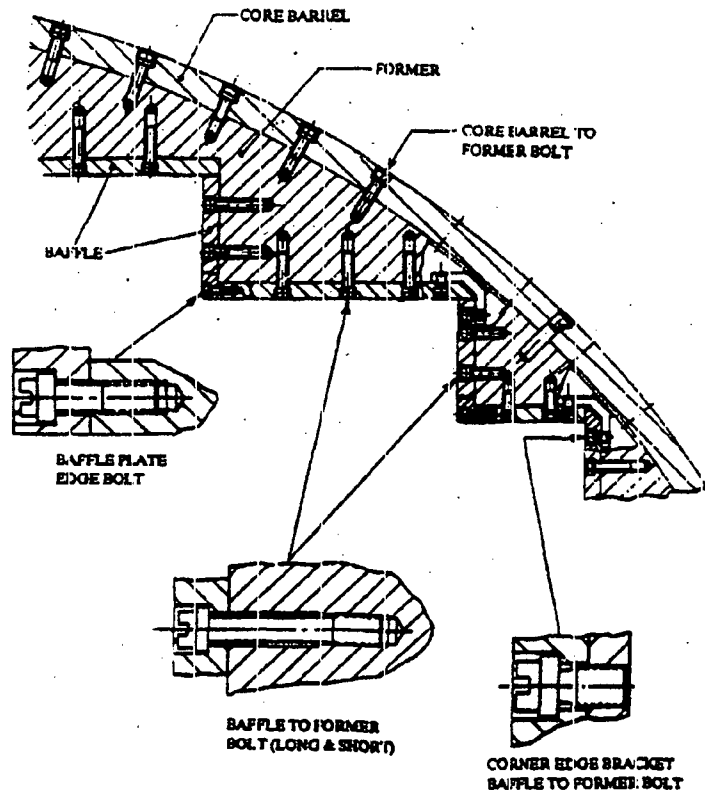 CORE BARREL
FORMER
CORE BARREL TO
FORMER BOLT
BAFFLE
BAFFLE PLATE
EDGE BOLT
BAFFLE TO FORMER
BOLT (LONG & SHORT)
CORNER EDGE BRACKET
BAFFLE TO FORMER BOLT